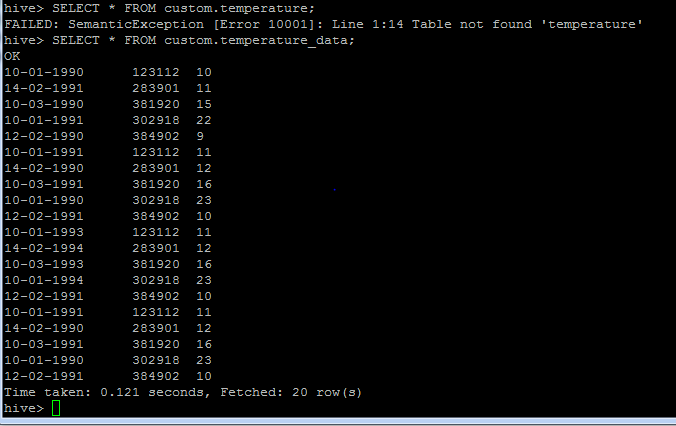 hive> SELECT * FROM custom.temperature;
FAILED: SemanticException [Error 10001]: Line 1:14 Table not found 'temperature'
hive> SELECT * FROM custom.temperature_data;
OK
10-01-1990 123112 10
14-02-1991 283901 11
10-03-1990 381920 15
10-01-1991 302918 22
12-02-1990 384902 9
10-01-1991 123112 11
14-02-1990 283901 12
10-03-1991 381920 16
10-01-1990 302918 23
12-02-1991 384902 10
10-01-1993 123112 11
14-02-1994 283901 12
10-03-1993 381920 16
10-01-1994 302918 23
12-02-1991 384902 10
10-01-1991 123112 11
14-02-1990 283901 12
10-03-1991 381920 16
10-01-1990 302918 23
12-02-1991 384902 10
Time taken: 0.121 seconds, Fetched: 20 row(s)
hive>